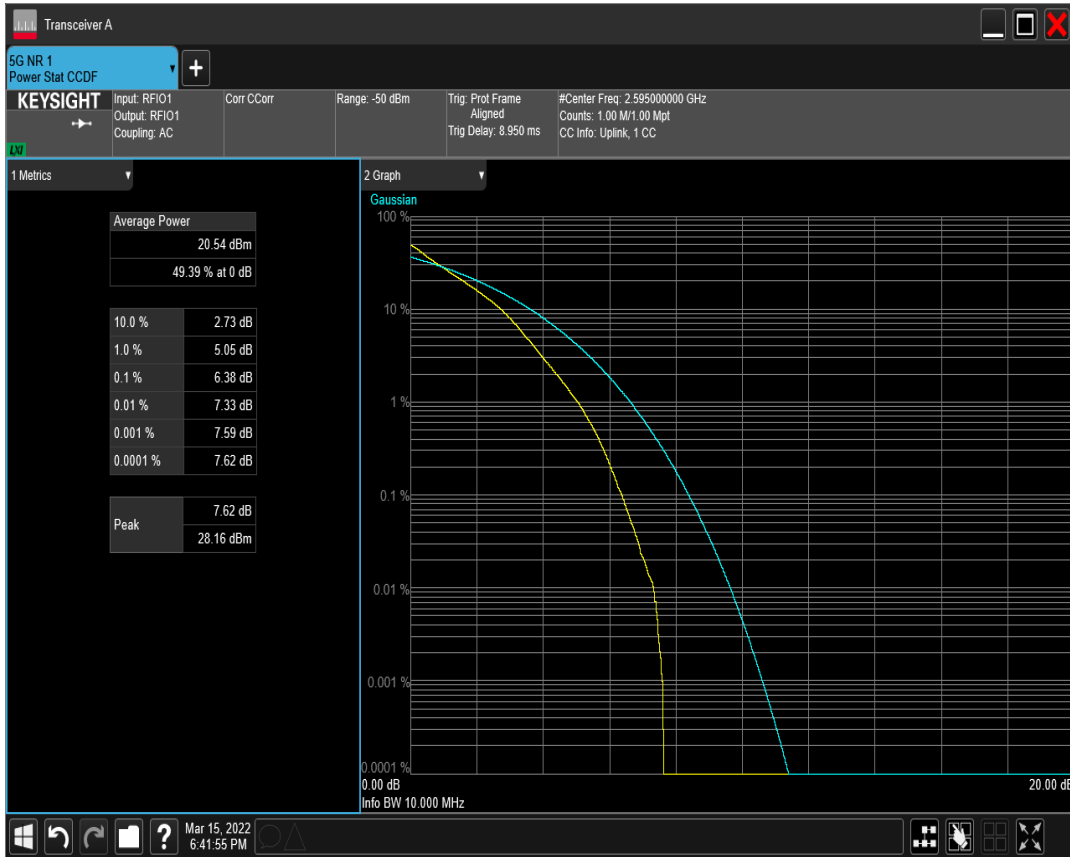 Transceiver A
5G NR 1
Power Stat CCDF
KEYSIGHT
LXI
Input: RFIO1
Output: RFIO1
Coupling: AC
Corr CCorr
Range: -50 dBm
Trig: Prot Frame
Aligned
Trig Delay: 8.950 ms
#Center Freq: 2.595000000 GHz
Counts: 1.00 M/1.00 Mpt
CC Info: Uplink, 1 CC
1 Metrics
Average Power
20.54 dBm
49.39 % at 0 dB
10.0 % 2.73 dB
1.0 % 5.05 dB
0.1 % 6.38 dB
0.01 % 7.33 dB
0.001 % 7.59 dB
0.0001 % 7.62 dB
Peak 7.62 dB
28.16 dBm
2 Graph
Gaussian
100 %
10 %
1 %
0.1 %
0.01 %
0.001 %
0.0001 %
0.00 dB 20.00 dB
Info BW 10.000 MHz
?
Mar 15, 2022
6:41:55 PM